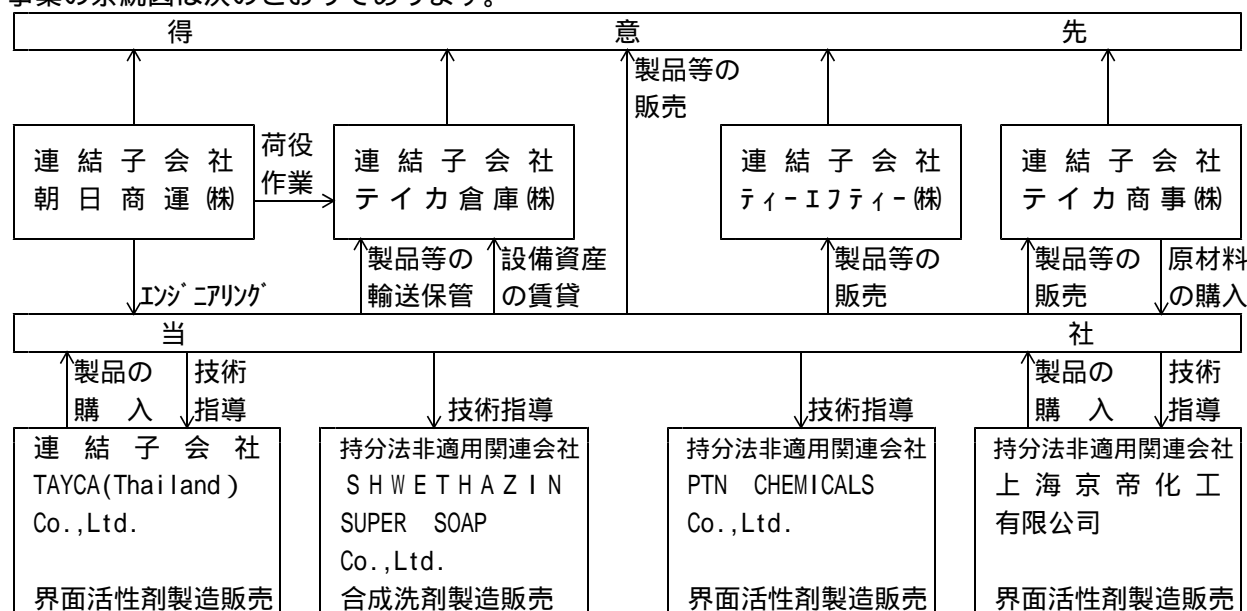 事業の系統図は次のとおりであります。
得意先
製品等の
販売
連結子会社
朝日商運㈱
荷役
作業
連結子会社
テイカ倉庫㈱
連結子会社
ティーエフティー㈱
連結子会社
テイカ商事㈱
エンジニアリング
製品等の
輸送保管
設備資産
の賃貸
製品等の
販売
製品等の
販売
原材料
の購入
当社
製品の
購入
技術
指導
技術指導
技術指導
製品の
購入
技術
指導
連結子会社
TAYCA(Thailand)
Co.,Ltd.
界面活性剤製造販売
持分法非適用関連会社
SHWETHAZIN
SUPER SOAP
Co.,Ltd.
合成洗剤製造販売
持分法非適用関連会社
PTN CHEMICALS
Co.,Ltd.
界面活性剤製造販売
持分法非適用関連会社
上海京帝化工
有限公司
界面活性剤製造販売